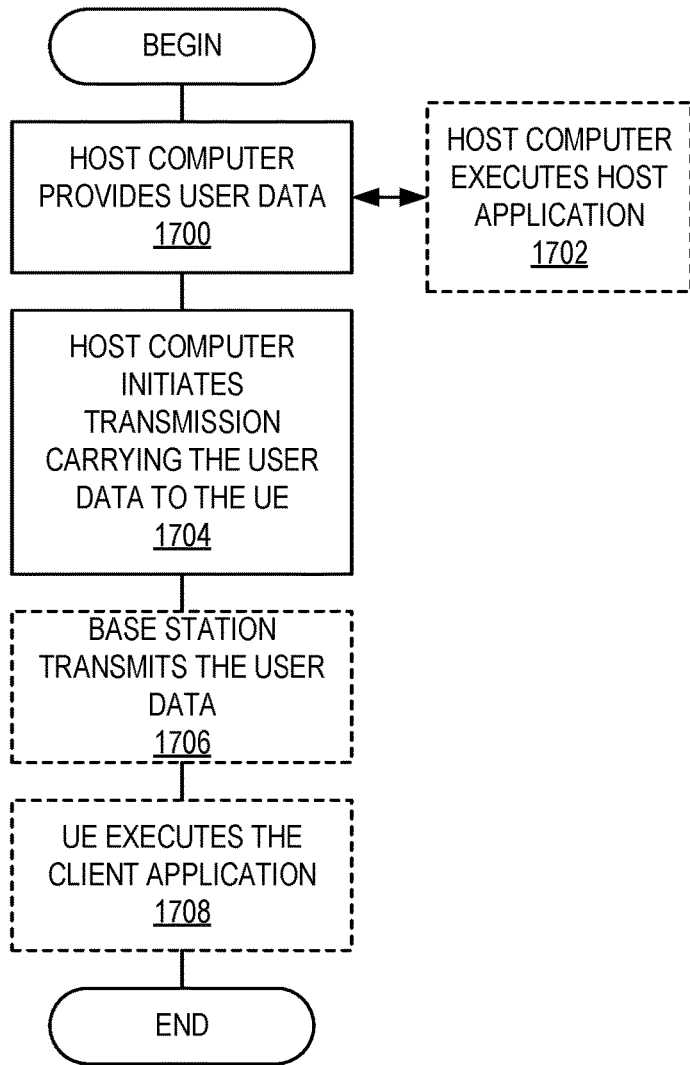 BEGIN
HOST COMPUTER
PROVIDES USER DATA
1700
HOST COMPUTER
EXECUTES HOST
APPLICATION
1702
HOST COMPUTER
INITIATES
TRANSMISSION
CARRYING THE USER
DATA TO THE UE
1704
BASE STATION
TRANSMITS THE USER
DATA
1706
UE EXECUTES THE
CLIENT APPLICATION
1708
END